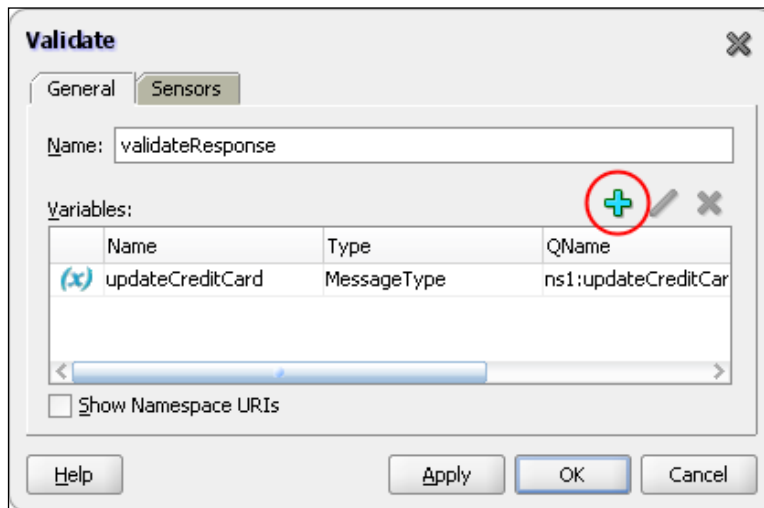 Validate
General Sensors
Name: validateResponse
Variables:
Name Type QName
(x) updateCreditCard MessageType ns1:updateCreditCar
Show Namespace URIs
Help Apply OK Cancel